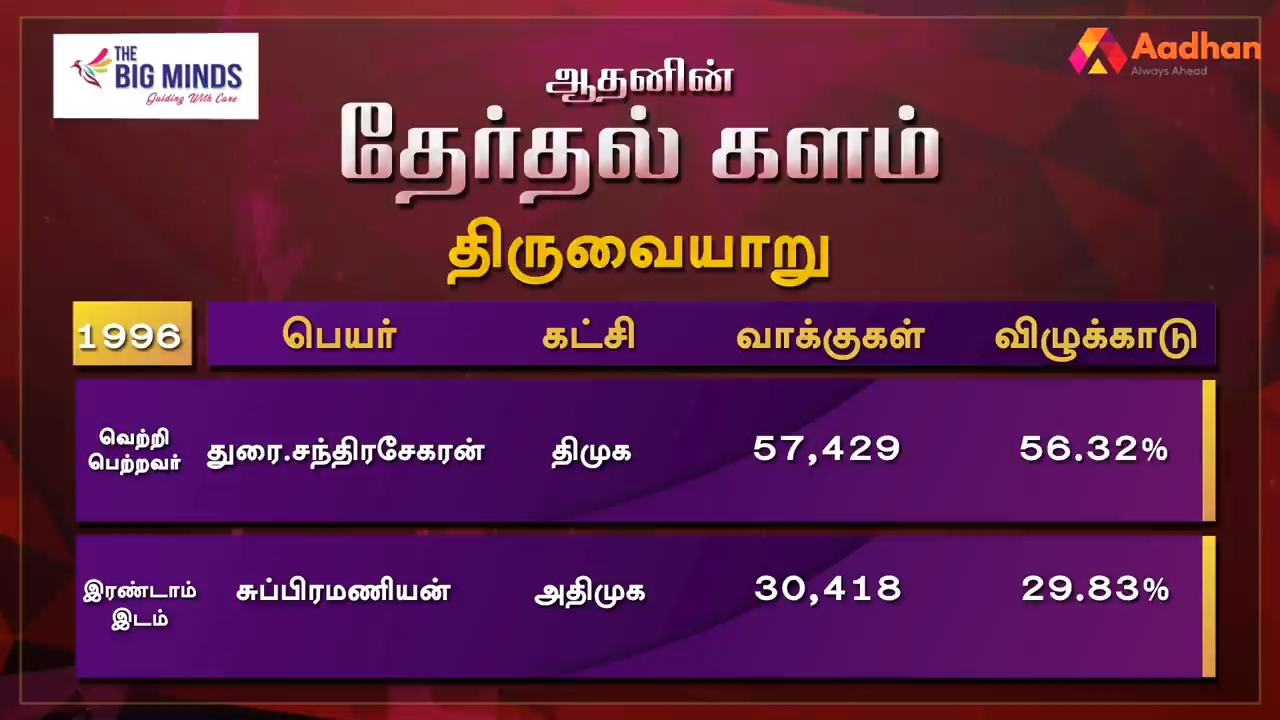 THE
BIG MINDS
Guiding With Care
Aadhan
Always Ahead
ஆதனின்
தேர்தல் களம்
திருவையாறு
1996 பெயர் கட்சி வாக்குகள் விழுக்காடு
வெற்றி
பெற்றவர் துரை.சந்திரசேகரன் திமுக 57,429 56.32%
இரண்டாம்
இடம் சுப்பிரமணியன் அதிமுக 30,418 29.83%